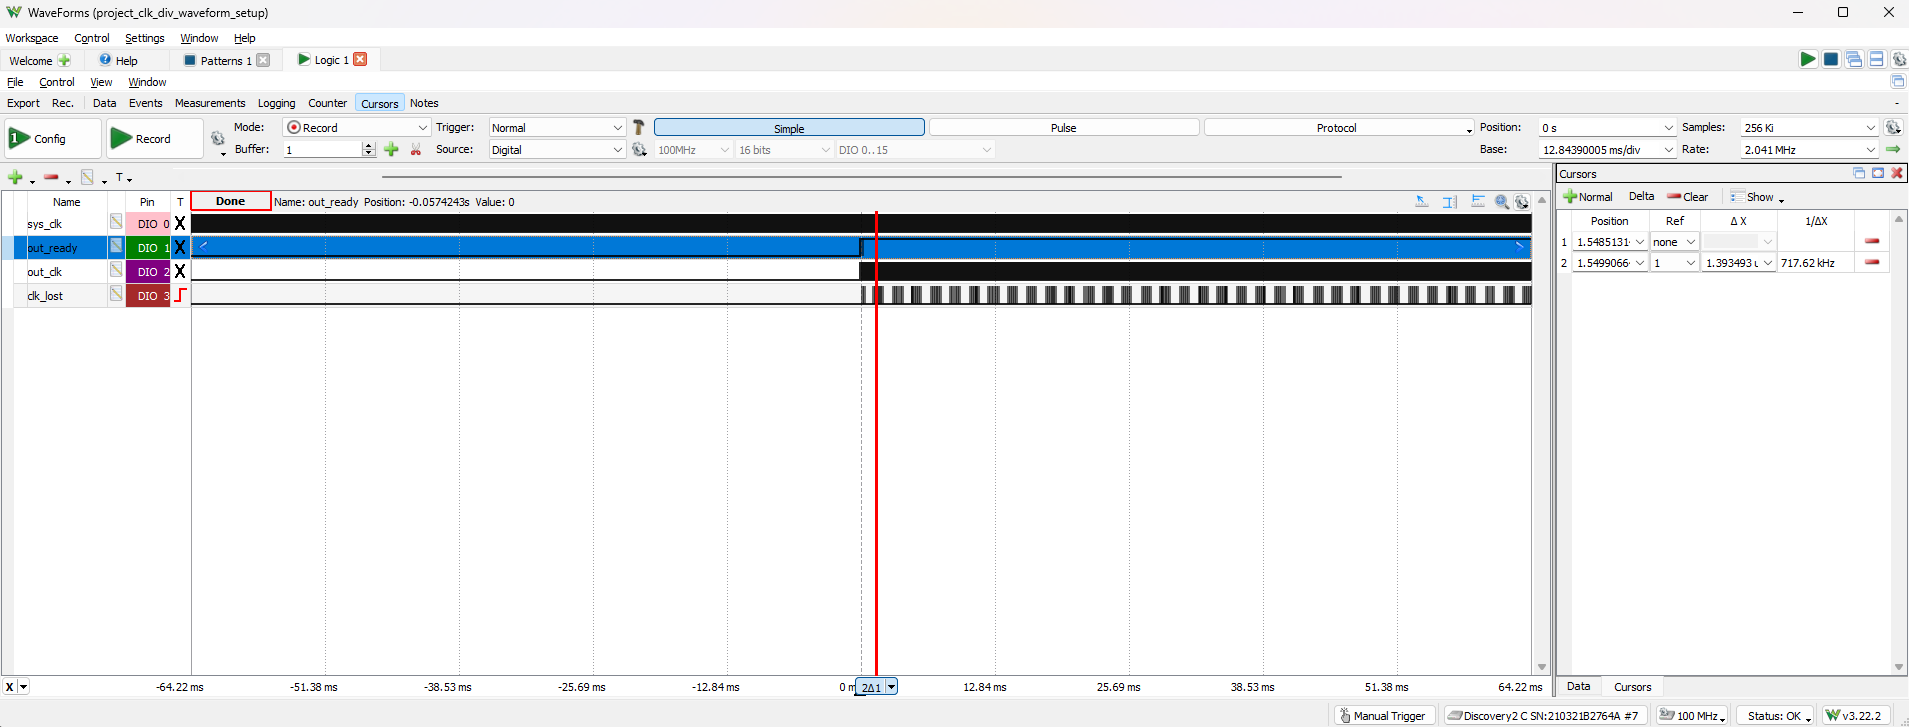 WaveForms (project_clk_div_waveform_setup)
Workspace Control Settings Window Help
Welcome Help Patterns 1 Logic 1
File Control View Window
Export Rec. Data Events Measurements Logging Counter Cursors Notes
Config Record Mode: Record Trigger: Normal Simple Pulse Protocol Position: 0 s Samples: 256 Ki
Buffer: 1 Source: Digital 100MHz 16 bits DIO 0..15 Base: 12.84390005 ms/div Rate: 2.041 MHz
T
Name Pin T Done Name: out_ready Position: -0.0574243s Value: 0
sys_clk DIO 0 X
out_ready DIO 1 X
out_clk DIO 2 X
clk_lost DIO 3
X -64.22 ms -51.38 ms -38.53 ms -25.69 ms -12.84 ms 0 m 2Δ1 12.84 ms 25.69 ms 38.53 ms 51.38 ms 64.22 ms
Cursors
Normal Delta Clear Show
Position Ref Δ X 1/ΔX
1 1.548513 none
2 1.549906 1 1.393493 u 717.62 kHz
Data Cursors
Manual Trigger Discovery2 C SN:210321B2764A #7 100 MHz Status: OK v3.22.2